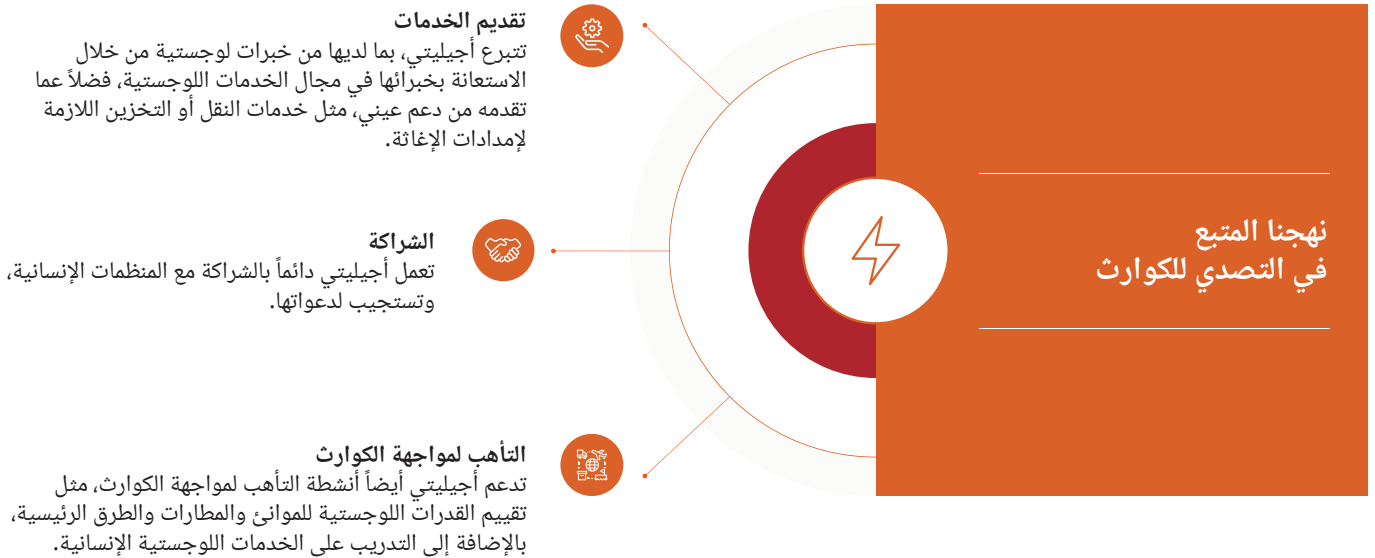 نهجنا المتبع
في التصدي للكوارث
تقديم الخدمات
تتبرع أجيليتي، بما لديها من خبرات لوجستية من خلال
الاستعانة بخبرائها في مجال الخدمات اللوجستية، فضلاً عما
تقدمه من دعم عيني، مثل خدمات النقل أو التخزين اللازمة
لإمدادات الإغاثة.
الشراكة
تعمل أجيليتي دائماً بالشراكة مع المنظمات الإنسانية،
وتستجيب لدعواتها.
التأهب لمواجهة الكوارث
تدعم أجيليتي أيضاً أنشطة التأهب لمواجهة الكوارث، مثل
تقييم القدرات اللوجستية للموانئ والمطارات والطرق الرئيسية،
بالإضافة إلى التدريب على الخدمات اللوجستية الإنسانية.